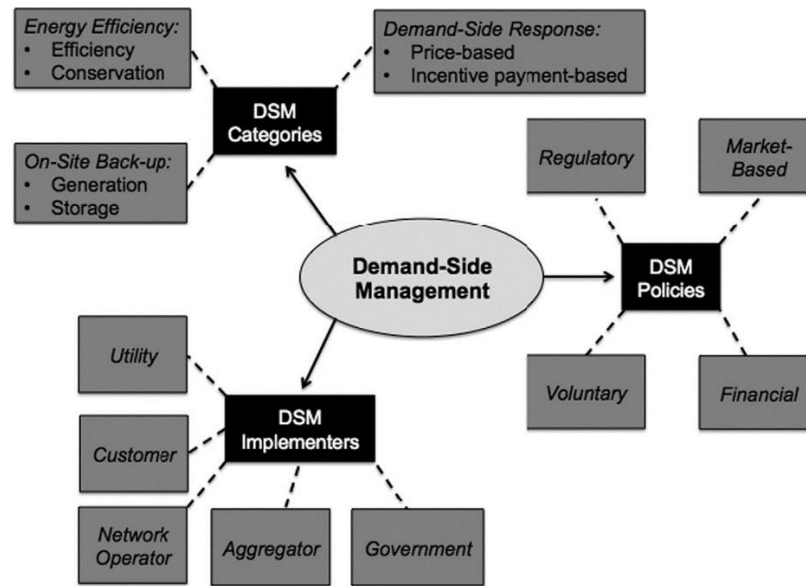 Energy Efficiency:
• Efficiency
• Conservation
Demand-Side Response:
• Price-based
• Incentive payment-based
DSM
Categories
On-Site Back-up:
• Generation
• Storage
Regulatory
Market-
Based
Demand-Side
Management
DSM
Policies
Voluntary
Financial
Utility
DSM
Implementers
Customer
Network
Operator
Aggregator
Government